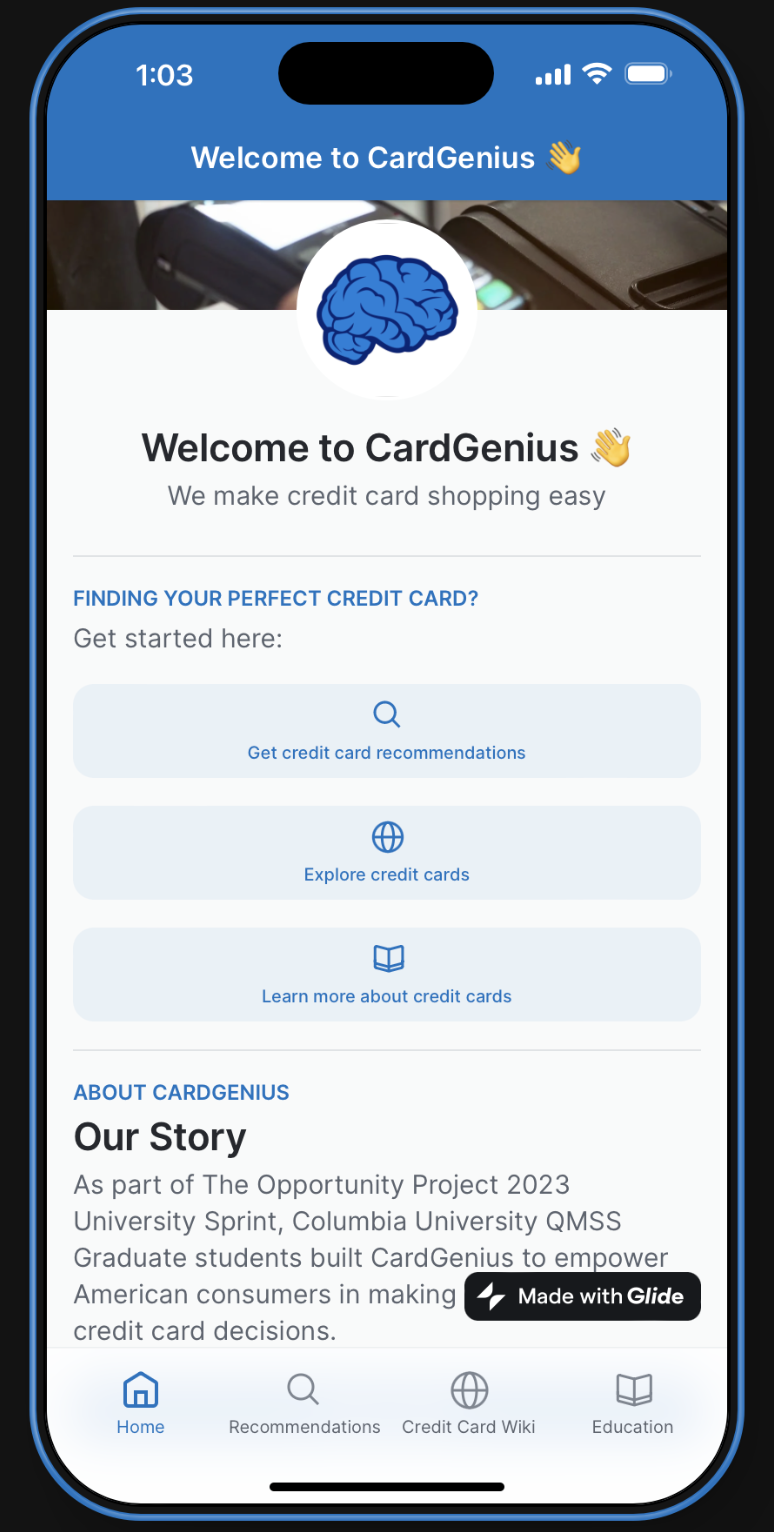 1:03
Welcome to CardGenius 👋
Welcome to CardGenius 👋
We make credit card shopping easy
FINDING YOUR PERFECT CREDIT CARD?
Get started here:
Get credit card recommendations
Explore credit cards
Learn more about credit cards
ABOUT CARDGENIUS
Our Story
As part of The Opportunity Project 2023
University Sprint, Columbia University QMSS
Graduate students built CardGenius to empower
American consumers in making
Made with Glide
credit card decisions.
Home
Recommendations
Credit Card Wiki
Education